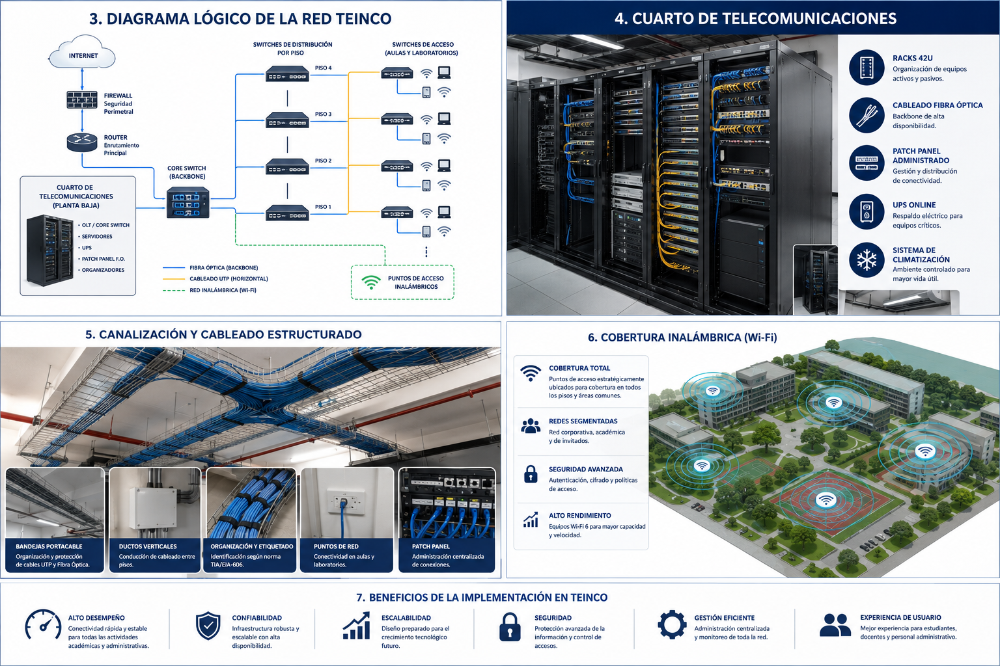 3. DIAGRAMA LÓGICO DE LA RED TEINCO
INTERNET
FIREWALL
Seguridad
Perimetral
ROUTER
Enrutamiento
Principal
CORE SWITCH
(BACKBONE)
CUARTO DE
TELECOMUNICACIONES
(PLANTA BAJA)
• OLT / CORE SWITCH
• SERVIDORES
• UPS
• PATCH PANEL F.O.
• ORGANIZADORES
SWITCHES DE DISTRIBUCIÓN
POR PISO
PISO 4
PISO 3
PISO 2
PISO 1
SWITCHES DE ACCESO
(AULAS Y LABORATORIOS)
FIBRA ÓPTICA (BACKBONE)
CABLEADO UTP (HORIZONTAL)
RED INALÁMBRICA (Wi-Fi)
PUNTOS DE ACCESO
INALÁMBRICOS
4. CUARTO DE TELECOMUNICACIONES
RACKS 42U
Organización de equipos
activos y pasivos.
CABLEADO FIBRA ÓPTICA
Backbone de alta
disponibilidad.
PATCH PANEL
ADMINISTRADO
Gestión y distribución
de conectividad.
UPS ONLINE
Respaldo eléctrico para
equipos críticos.
SISTEMA DE
CLIMATIZACIÓN
Ambiente controlado para
mayor vida útil.
5. CANALIZACIÓN Y CABLEADO ESTRUCTURADO
BANDEJAS PORTACABLE
Organización y protección
de cables UTP y Fibra Óptica.
DUCTOS VERTICALES
Conducción de cableado entre
pisos.
ORGANIZACIÓN Y ETIQUETADO
Identificación según norma
TIA/EIA-606.
PUNTOS DE RED
Conectividad en aulas y
laboratorios.
PATCH PANEL
Administración centralizada
de conexiones.
6. COBERTURA INALÁMBRICA (Wi-Fi)
COBERTURA TOTAL
Puntos de acceso estratégicamente
ubicados para cobertura en todos
los pisos y áreas comunes.
REDES SEGMENTADAS
Red corporativa, académica
y de invitados.
SEGURIDAD AVANZADA
Autenticación, cifrado y políticas
de acceso.
ALTO RENDIMIENTO
Equipos Wi-Fi 6 para mayor capacidad
y velocidad.
7. BENEFICIOS DE LA IMPLEMENTACIÓN EN TEINCO
ALTO DESEMPEÑO
Conectividad rápida y estable
para todas las actividades
académicas y administrativas.
CONFIABILIDAD
Infraestructura robusta y
escalable con alta
disponibilidad.
ESCALABILIDAD
Diseño preparado para el
crecimiento tecnológico
futuro.
SEGURIDAD
Protección avanzada de la
información y control de
accesos.
GESTIÓN EFICIENTE
Administración centralizada
y monitoreo de toda la red.
EXPERIENCIA DE USUARIO
Mejor experiencia para estudiantes,
docentes y personal administrativo.